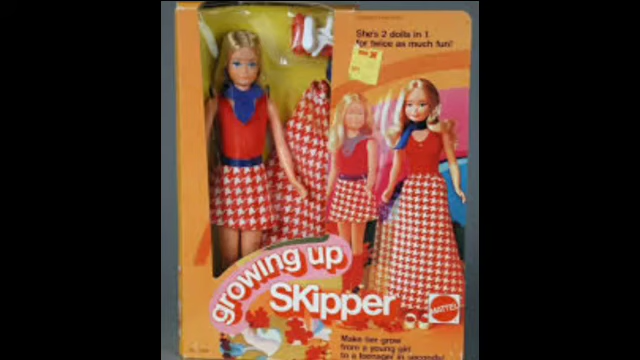 She's 2 dolls in 1
for twice as much fun!
growing up
SKipper
MATTEL
Make her grow
from a young girl
to a teenager in seconds!